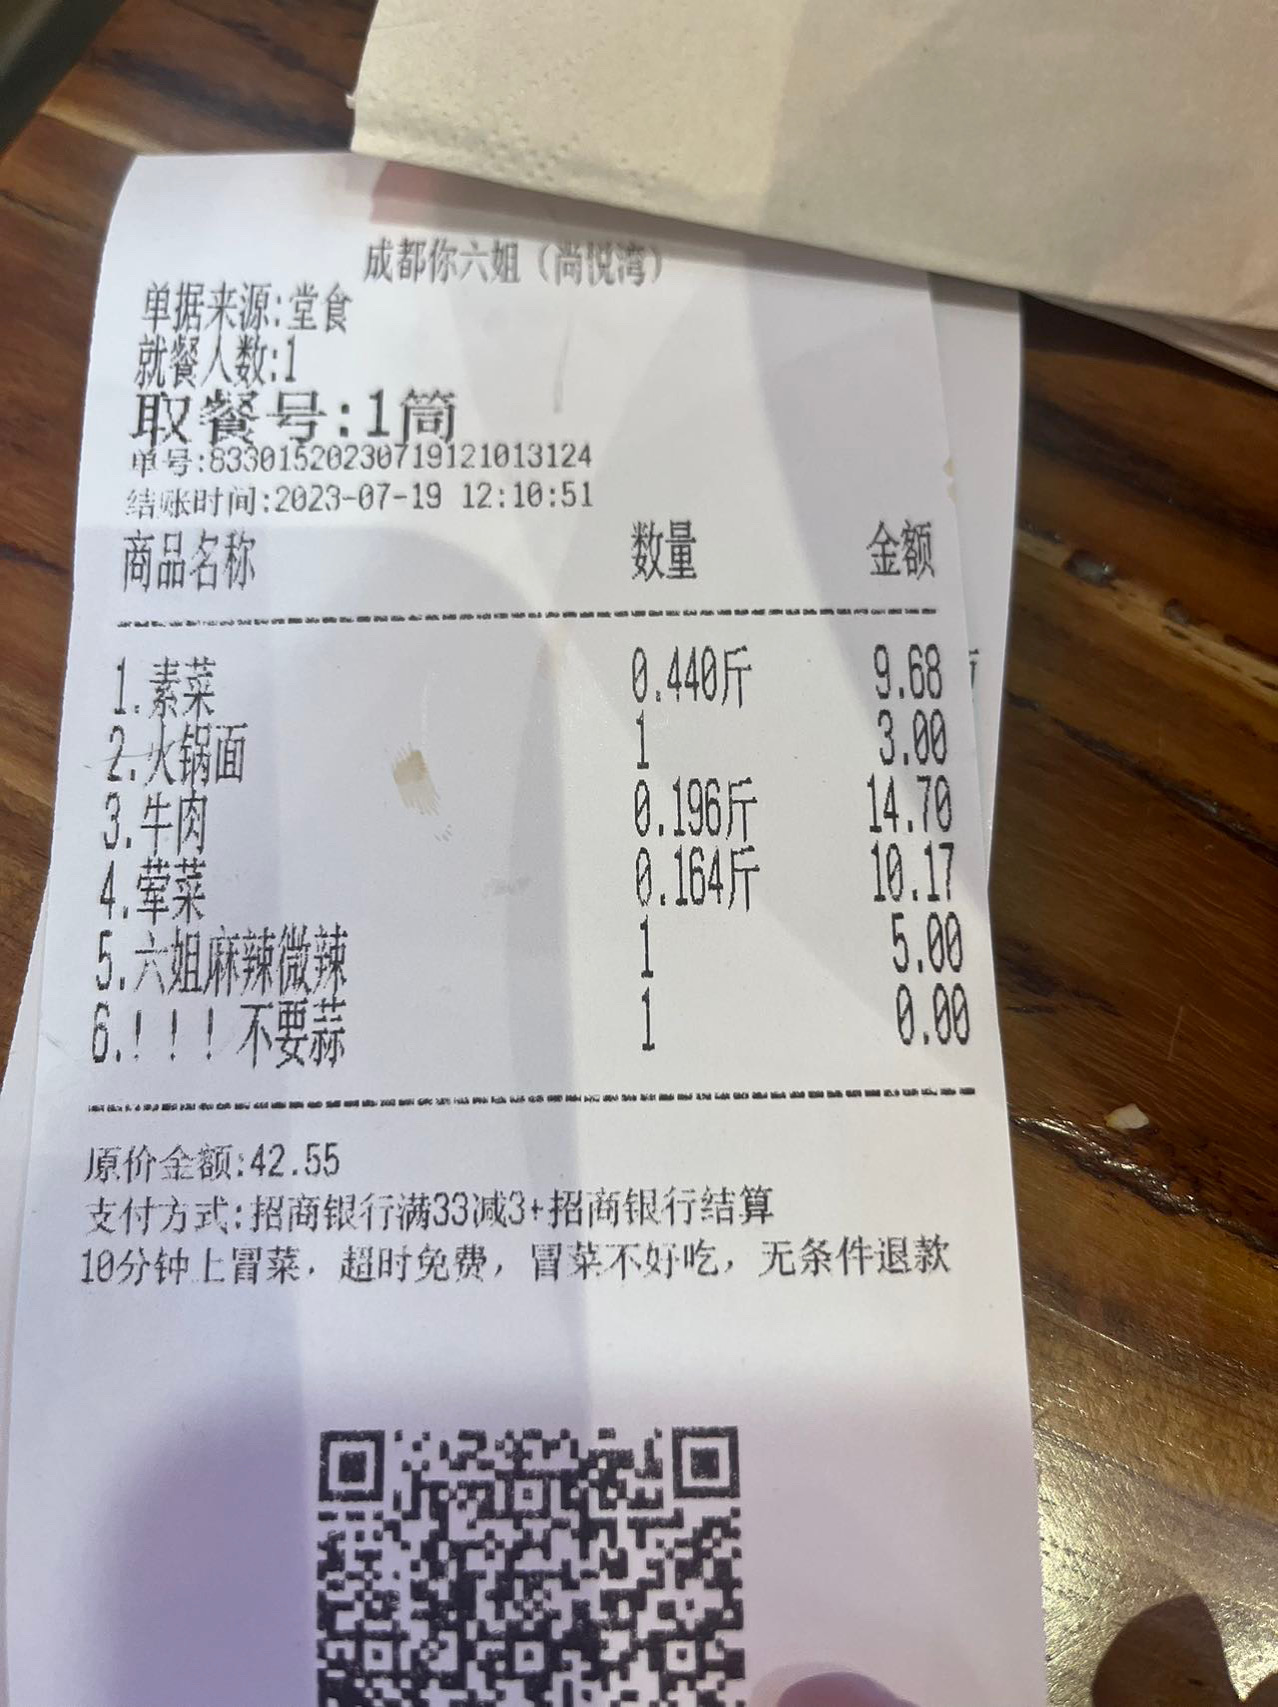 成都你六姐（尚悦湾）
单据来源:堂食
就餐人数:1
取餐号:1筒
单号:83301520230719121013124
结账时间:2023-07-19 12:10:51
商品名称 数量 金额
1.素菜 0.440斤 9.68
2.火锅面 1 3.00
3.牛肉 0.196斤 14.70
4.荤菜 0.164斤 10.17
5.六姐麻辣微辣 1 5.00
6.！！！不要蒜 1 0.00
原价金额:42.55
支付方式:招商银行满33减3+招商银行结算
10分钟上冒菜，超时免费，冒菜不好吃，无条件退款